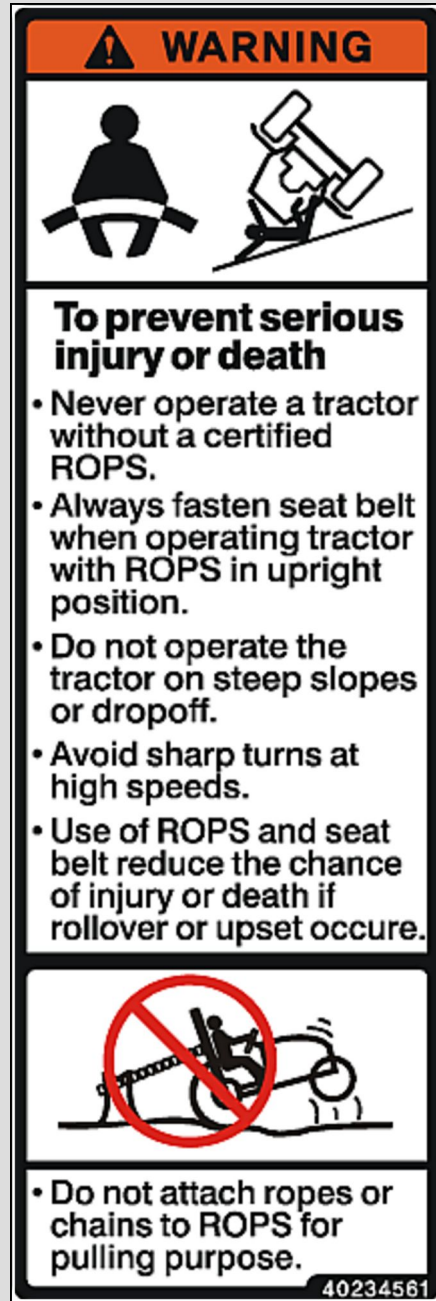 WARNING
To prevent serious
injury or death
• Never operate a tractor
without a certified
ROPS.
• Always fasten seat belt
when operating tractor
with ROPS in upright
position.
• Do not operate the
tractor on steep slopes
or dropoff.
• Avoid sharp turns at
high speeds.
• Use of ROPS and seat
belt reduce the chance
of injury or death if
rollover or upset occure.
• Do not attach ropes or
chains to ROPS for
pulling purpose.
40234561